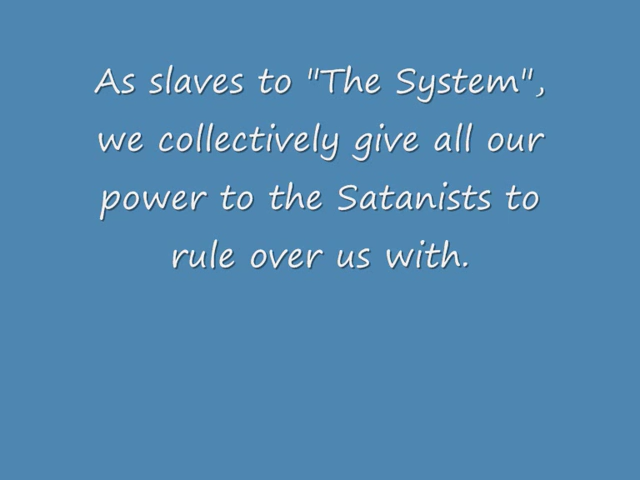 As slaves to "The System",
we collectively give all our
power to the Satanists to
rule over us with.